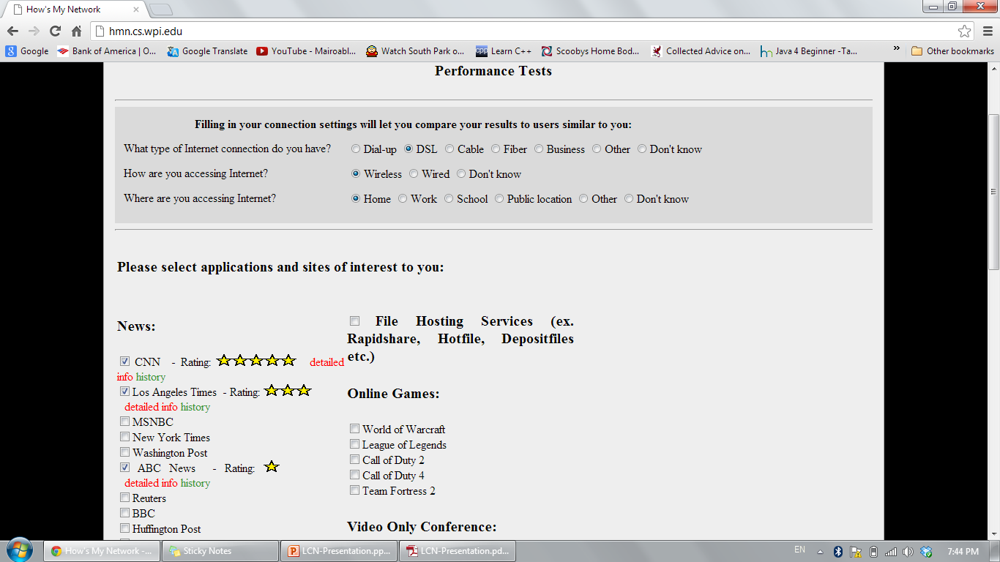 How's My Network
hmn.cs.wpi.edu
Google
Bank of America | O...
Google Translate
YouTube - Mairoabl...
Watch South Park o...
Learn C++
Scoobys Home Bod...
Collected Advice on...
Java 4 Beginner -Ta...
»
Other bookmarks
Performance Tests
Filling in your connection settings will let you compare your results to users similar to you:
What type of Internet connection do you have? Dial-up DSL Cable Fiber Business Other Don't know
How are you accessing Internet? Wireless Wired Don't know
Where are you accessing Internet? Home Work School Public location Other Don't know
Please select applications and sites of interest to you:
News:
CNN - Rating: detailed
info history
Los Angeles Times - Rating:
detailed info history
MSNBC
New York Times
Washington Post
ABC News - Rating:
detailed info history
Reuters
BBC
Huffington Post
File Hosting Services (ex.
Rapidshare, Hotfile, Depositfiles
etc.)
Online Games:
World of Warcraft
League of Legends
Call of Duty 2
Call of Duty 4
Team Fortress 2
Video Only Conference:
How's My Network -...
Sticky Notes
LCN-Presentation.pp...
LCN-Presentation.pd...
EN
7:44 PM